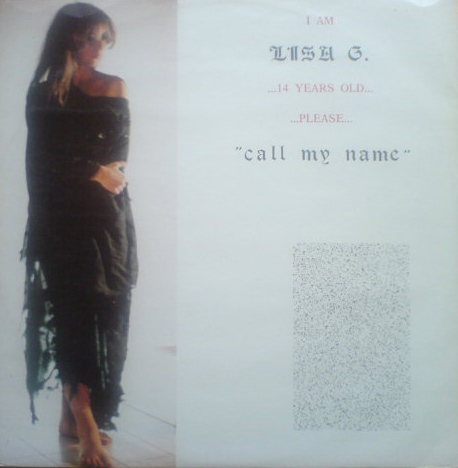 I AM
LISA G.
...14 YEARS OLD...
...PLEASE...
"call my name"